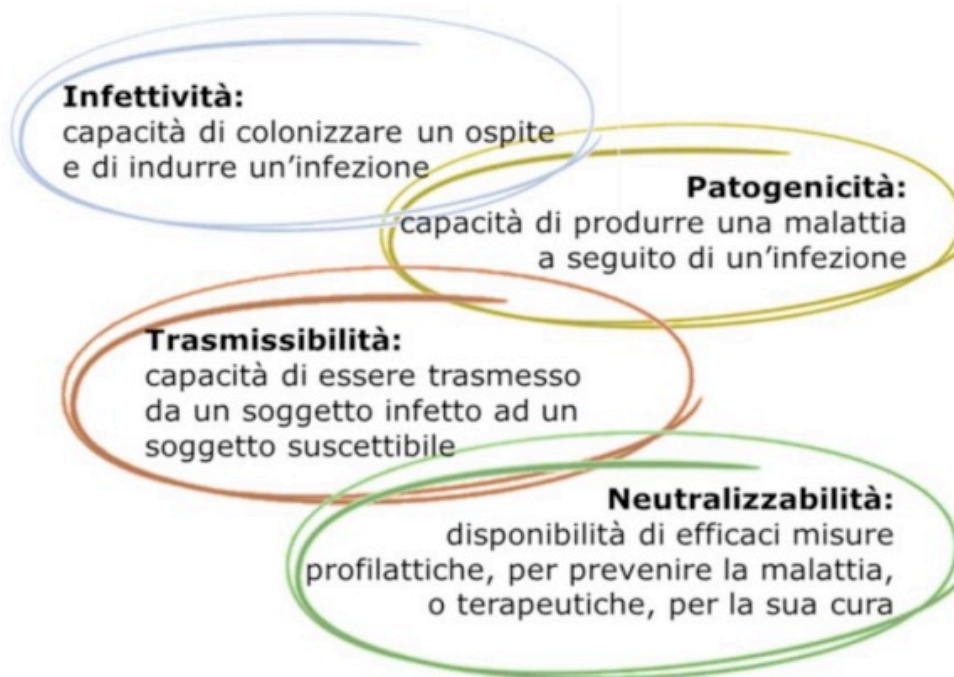 Infettività:
capacità di colonizzare un ospite
e di indurre un'infezione
Patogenicità:
capacità di produrre una malattia
a seguito di un'infezione
Trasmissibilità:
capacità di essere trasmesso
da un soggetto infetto ad un
soggetto suscettibile
Neutralizzabilità:
disponibilità di efficaci misure
profilattiche, per prevenire la malattia,
o terapeutiche, per la sua cura